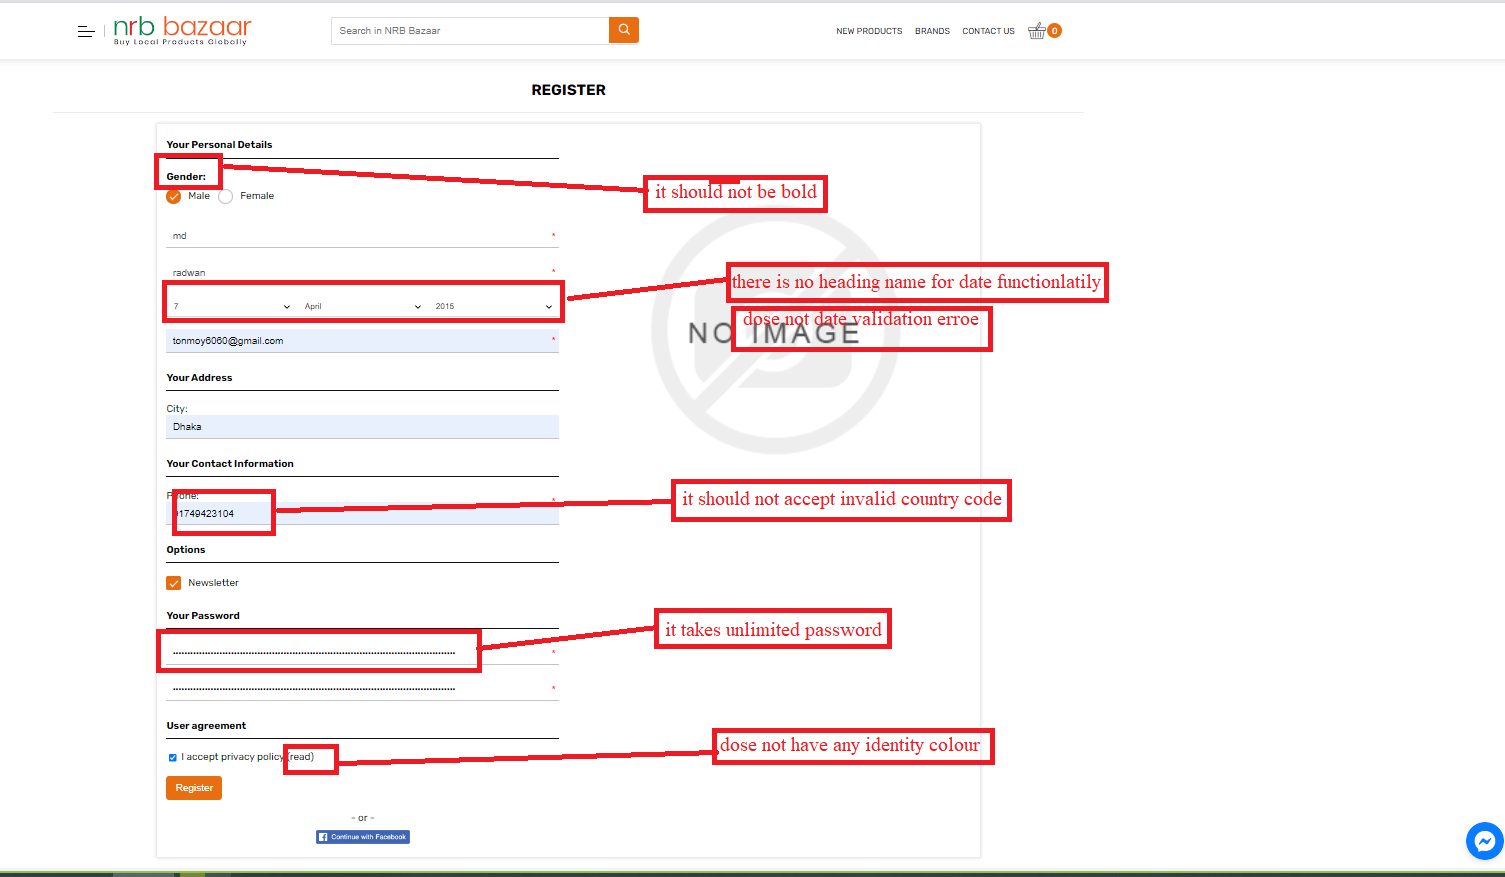 nrb bazaar
Buy Local Products Globally
Search in NRB Bazaar
NEW PRODUCTS BRANDS CONTACT US 0
REGISTER
Your Personal Details
Gender:
it should not be bold
Male Female
md *
radwan *
there is no heading name for date functionlatily
7 April 2015
dose not date validation erroe
NO IMAGE
tonmoy6060@gmail.com *
Your Address
City:
Dhaka
Your Contact Information
Phone: *
it should not accept invalid country code
01749423104
Options
Newsletter
Your Password
it takes unlimited password
*
*
User agreement
dose not have any identity colour
I accept privacy policy (read)
Register
- or -
Continue with Facebook